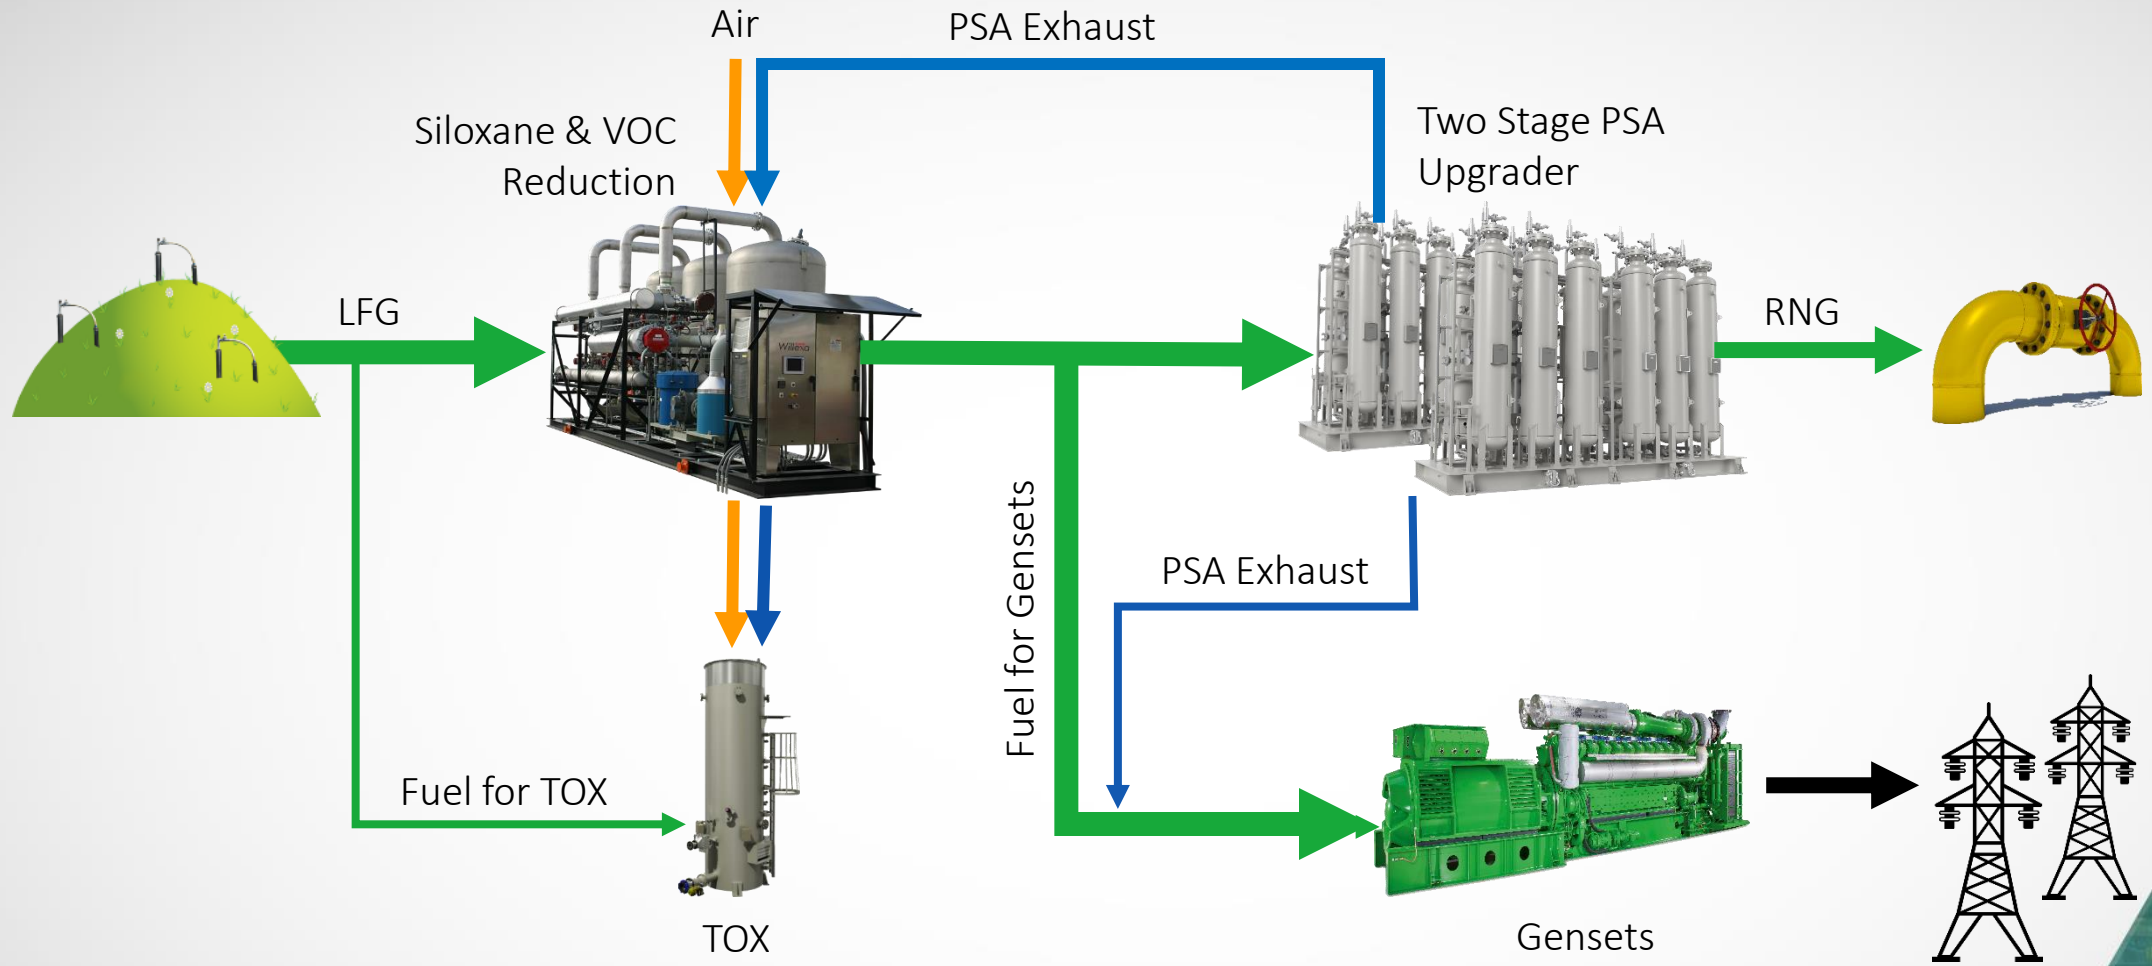 Air
PSA Exhaust
Siloxane & VOC
Reduction
Two Stage PSA
Upgrader
LFG
RNG
Willexa
Fuel for Gensets
PSA Exhaust
Fuel for TOX
TOX
Gensets